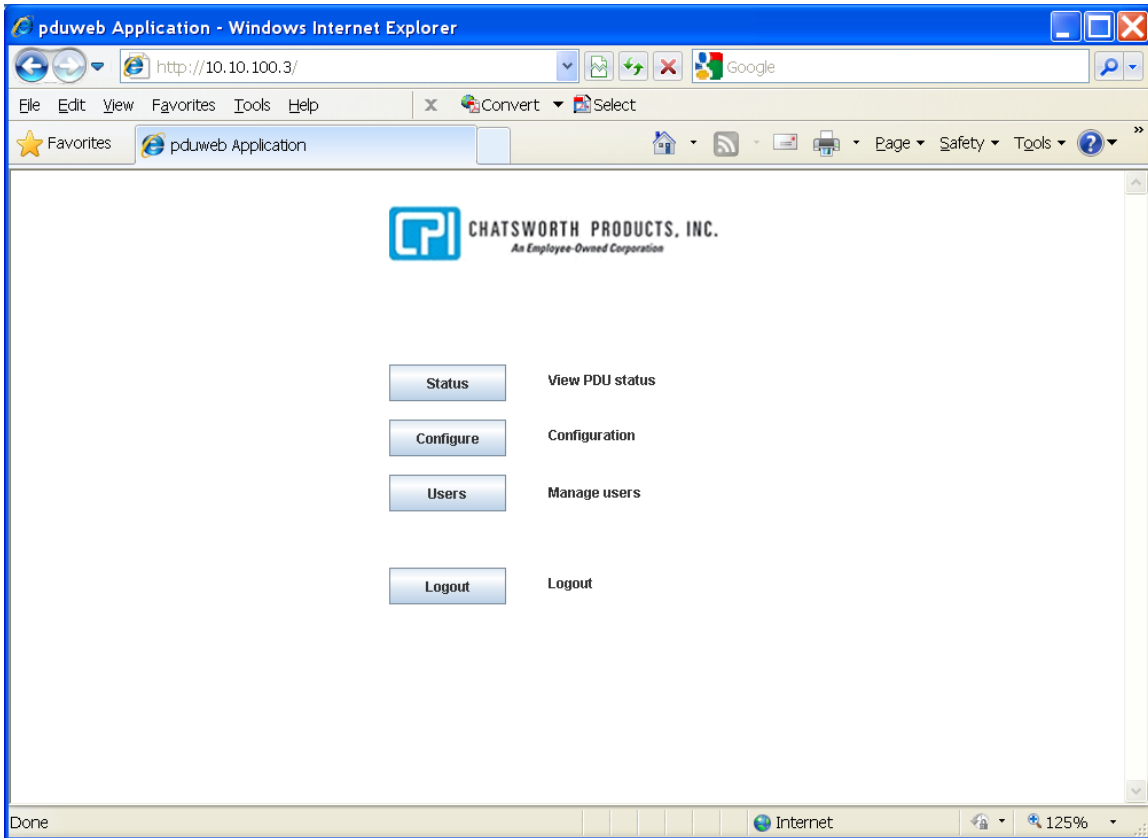 pduweb Application - Windows Internet Explorer
http://10.10.100.3/
Google
File Edit View Favorites Tools Help
x Convert Select
Favorites
pduweb Application
Page Safety Tools »
CPI
CHATSWORTH PRODUCTS, INC.
An Employee-Owned Corporation
Status View PDU status
Configure Configuration
Users Manage users
Logout Logout
Done
Internet
125%